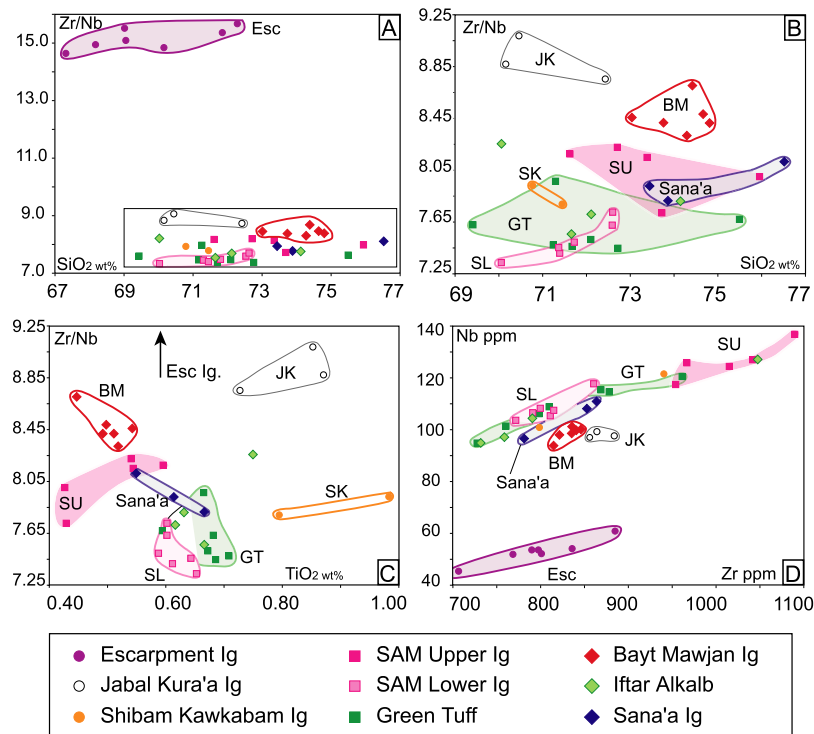 Zr/Nb
A
Esc
15.0
13.0
11.0
9.0
7.0
SiO2 wt%
67 69 71 73 75 77
Zr/Nb
B
9.25
8.85
8.45
8.05
7.65
7.25
JK
BM
SK
SU
Sana'a
GT
SL
SiO2 wt%
69 71 73 75 77
Zr/Nb
9.25
8.85
8.45
8.05
7.65
7.25
Esc Ig.
JK
BM
SU
Sana'a
SK
SL
GT
C
TiO2 wt%
0.40 0.60 0.80 1.00
Nb ppm
140
120
100
80
60
40
SU
GT
SL
BM
JK
Sana'a
Esc
Zr ppm
D
700 800 900 1000 1100
Escarpment Ig
SAM Upper Ig
Bayt Mawjan Ig
Jabal Kura'a Ig
SAM Lower Ig
Iftar Alkalb
Shibam Kawkabam Ig
Green Tuff
Sana'a Ig